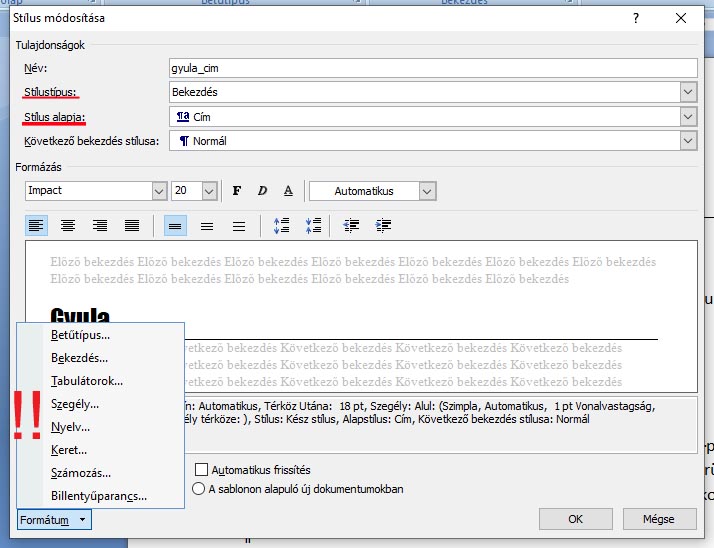 Stílus módosítása
Tulajdonságok
Név: gyula_cim
Stílustípus: Bekezdés
Stílus alapja: ¶a Cím
Következő bekezdés stílusa: ¶ Normál
Formázás
Impact 20 F D A Automatikus
Előző bekezdés Előző bekezdés Előző bekezdés Előző bekezdés Előző bekezdés Előző bekezdés Előző bekezdés
Előző bekezdés Előző bekezdés Előző bekezdés Előző bekezdés Előző bekezdés Előző bekezdés
Gyula
bekezdés Következő bekezdés Következő bekezdés Következő bekezdés
bekezdés Következő bekezdés Következő bekezdés Következő bekezdés
bekezdés Következő bekezdés Következő bekezdés Következő bekezdés
Automatikus, Térköz Utána: 18 pt, Szegély: Alul: (Szimpla, Automatikus, 1 pt Vonalvastagság,
térköze: ), Stílus: Kész stílus, Alapstílus: Cím, Következő bekezdés stílusa: Normál
Betűtípus...
Bekezdés...
Tabulátorok...
Szegély...
Nyelv...
Keret...
Számozás...
Billentyűparancs...
!!
Automatikus frissítés
A sablonon alapuló új dokumentumokban
Formátum
OK
Mégse